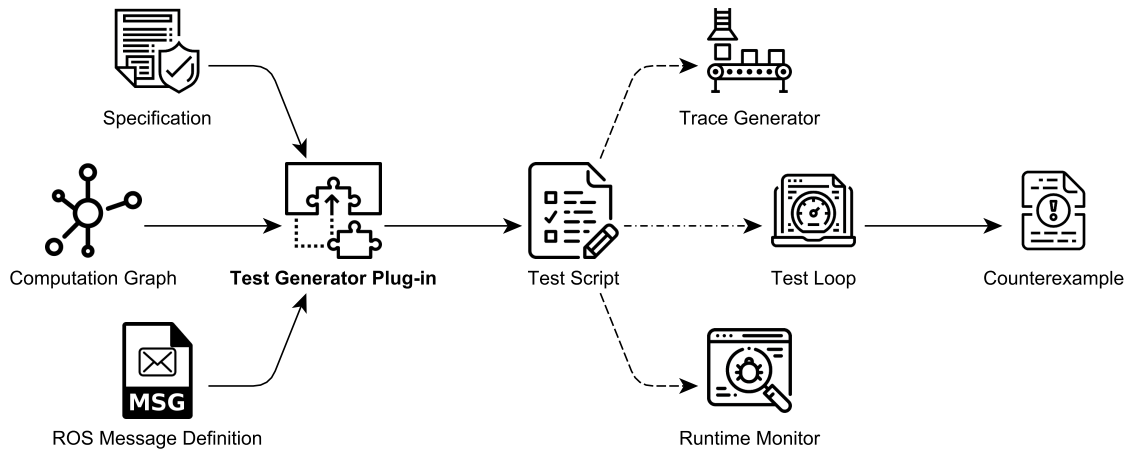 Specification
Trace Generator
Computation Graph
Test Generator Plug-in
Test Script
Test Loop
!
Counterexample
MSG
ROS Message Definition
Runtime Monitor